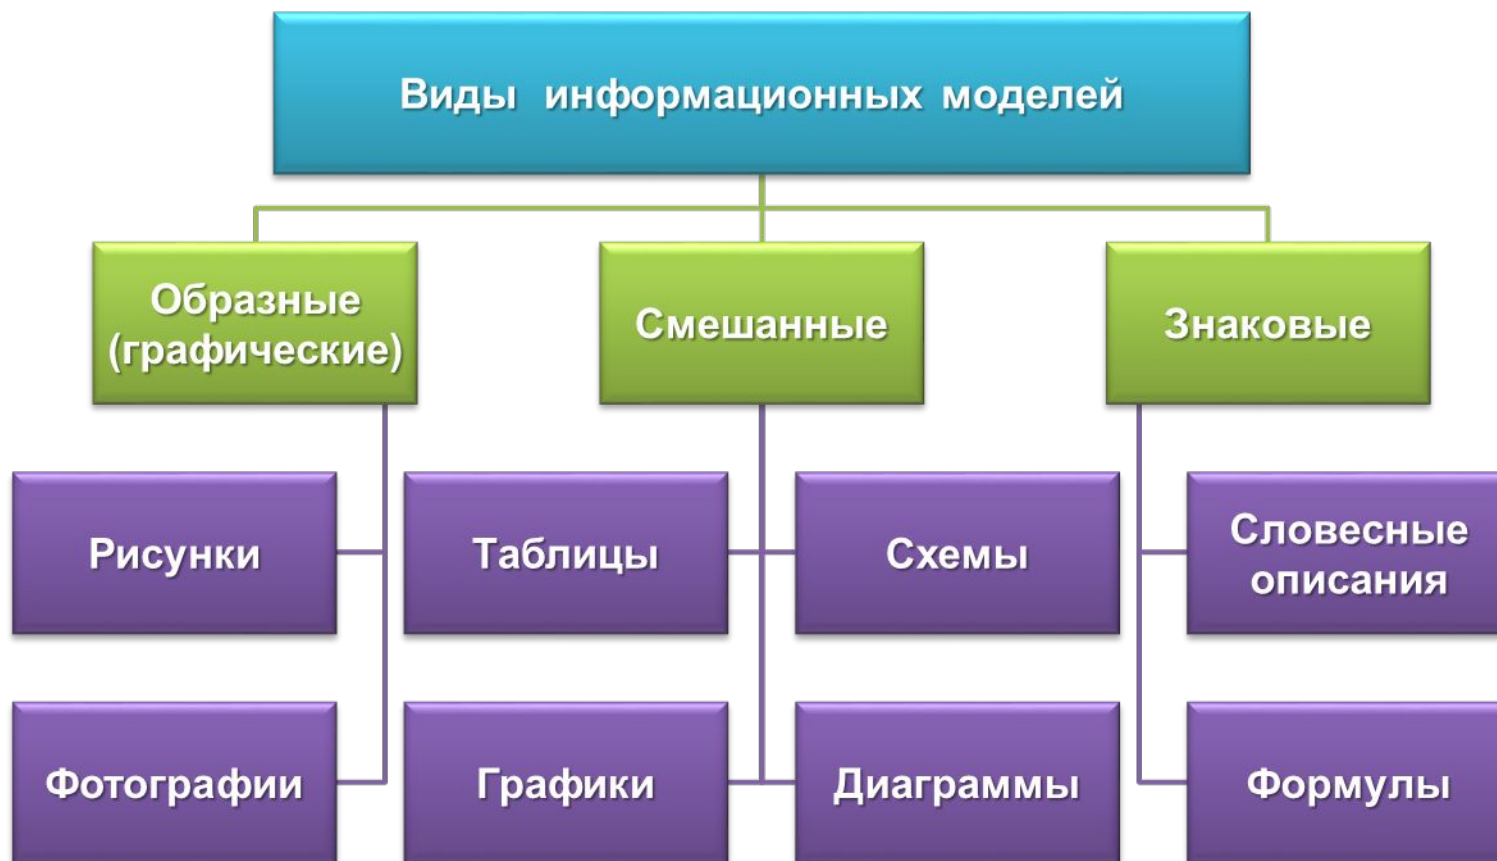 Виды информационных моделей
Образные
(графические)
Смешанные
Знаковые
Рисунки
Таблицы
Схемы
Словесные
описания
Фотографии
Графики
Диаграммы
Формулы